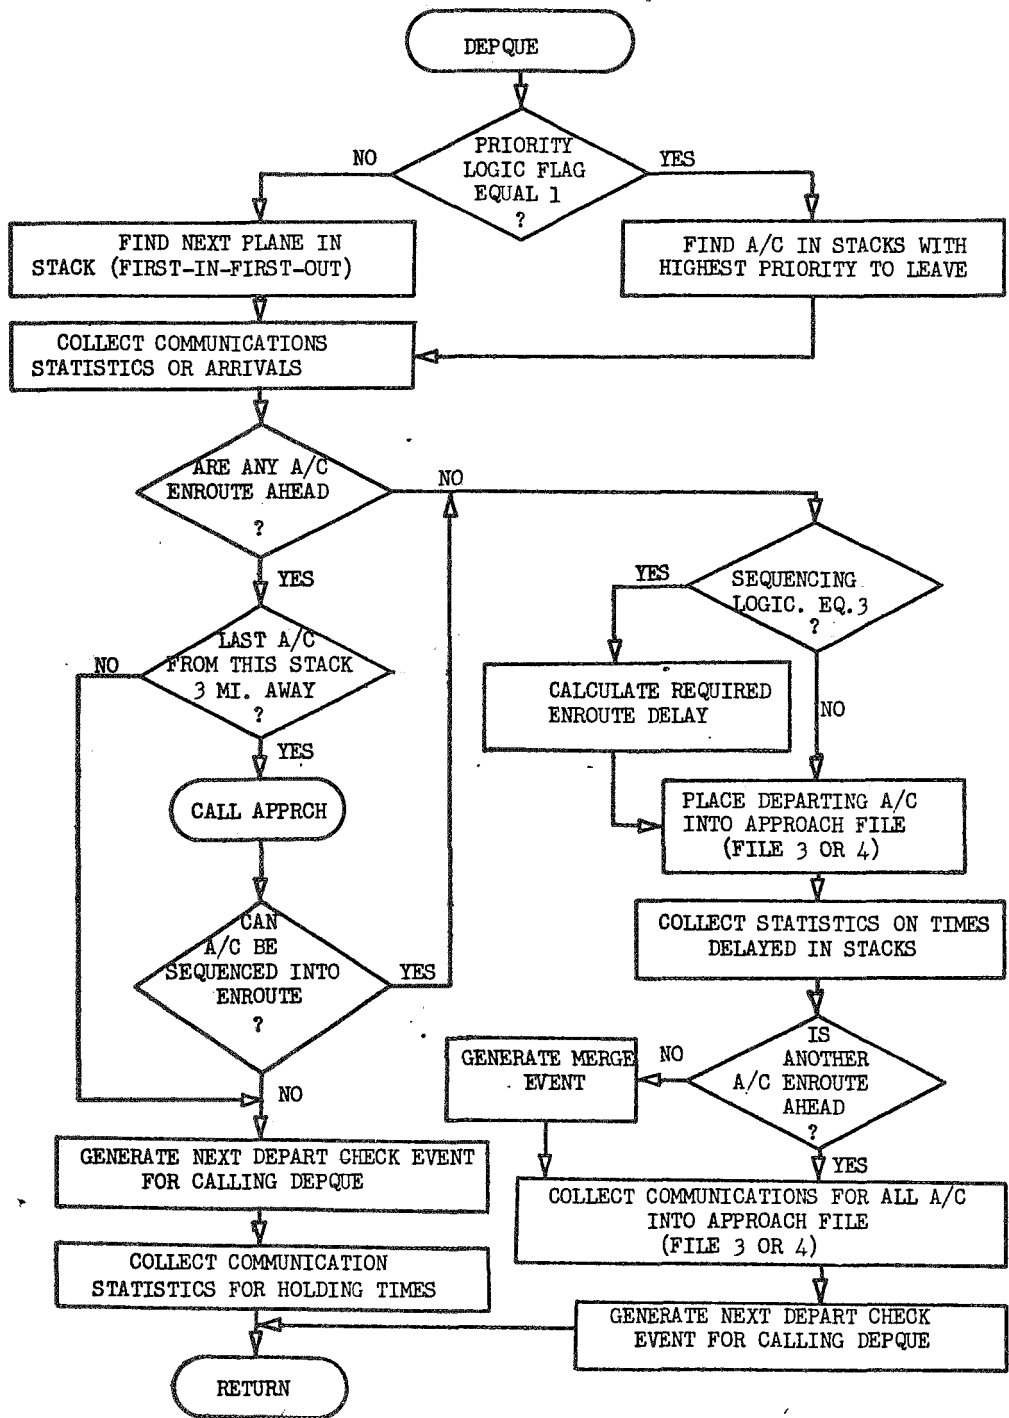 DEPQUE
PRIORITY
LOGIC FLAG
EQUAL 1
?
NO
YES
FIND NEXT PLANE IN
STACK (FIRST-IN-FIRST-OUT)
FIND A/C IN STACKS WITH
HIGHEST PRIORITY TO LEAVE
COLLECT COMMUNICATIONS
STATISTICS OR ARRIVALS
ARE ANY A/C
ENROUTE AHEAD
?
NO
YES
LAST A/C
FROM THIS STACK
3 MI. AWAY
?
NO
YES
CALL APPRCH
CAN
A/C BE
SEQUENCED INTO
ENROUTE
?
YES
NO
GENERATE NEXT DEPART CHECK EVENT
FOR CALLING DEPQUE
COLLECT COMMUNICATION
STATISTICS FOR HOLDING TIMES
RETURN
SEQUENCING
LOGIC. EQ.3
?
YES
NO
CALCULATE REQUIRED
ENROUTE DELAY
PLACE DEPARTING A/C
INTO APPROACH FILE
(FILE 3 OR 4)
COLLECT STATISTICS ON TIMES
DELAYED IN STACKS
IS
ANOTHER
A/C ENROUTE
AHEAD
?
NO
YES
GENERATE MERGE
EVENT
COLLECT COMMUNICATIONS FOR ALL A/C
INTO APPROACH FILE
(FILE 3 OR 4)
GENERATE NEXT DEPART CHECK
EVENT FOR CALLING DEPQUE